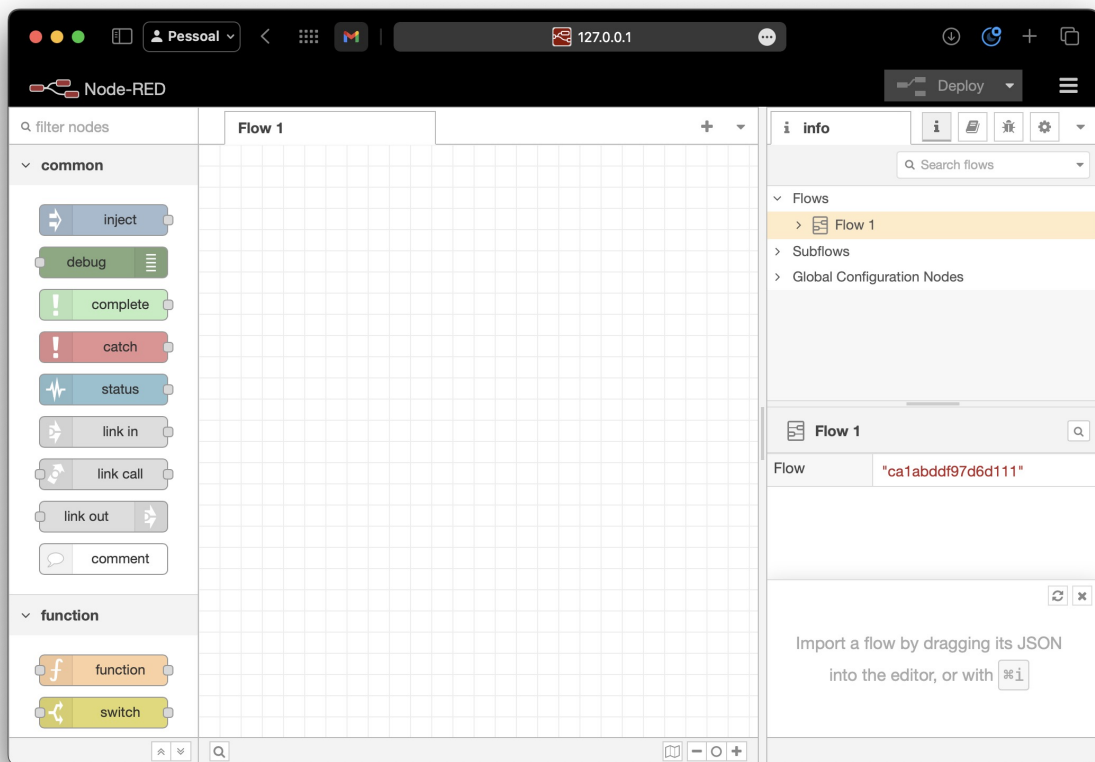 Pessoal
127.0.0.1
Node-RED
Deploy
filter nodes
Flow 1
info
i
common
Search flows
Flows
Flow 1
Subflows
Global Configuration Nodes
inject
debug
complete
catch
status
link in
link call
link out
comment
function
function
switch
Flow 1
Flow
"ca1abddf97d6d111"
Import a flow by dragging its JSON
into the editor, or with ⌘i